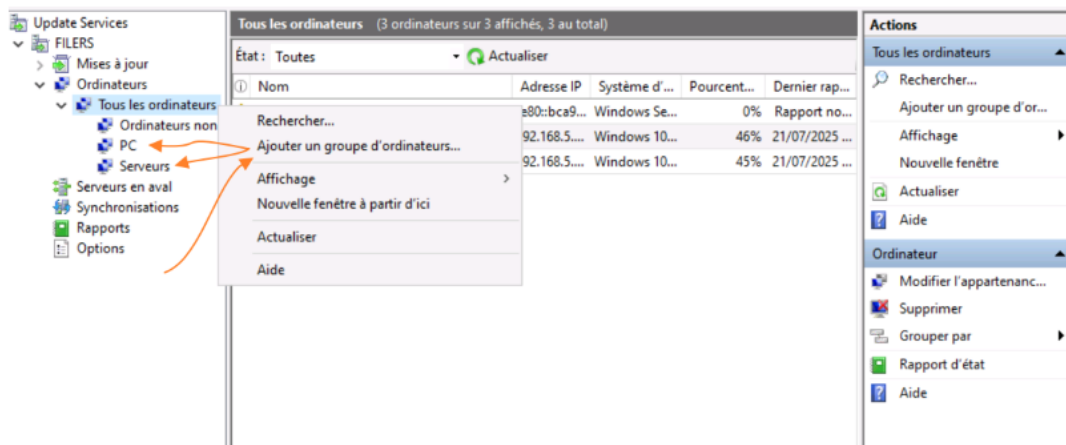 Update Services
FILERS
Mises à jour
Ordinateurs
Tous les ordinateurs
Ordinateurs non
PC
Serveurs
Serveurs en aval
Synchronisations
Rapports
Options
Tous les ordinateurs (3 ordinateurs sur 3 affichés, 3 au total)
État : Toutes Actualiser
Nom Adresse IP Système d'... Pourcent... Dernier rap...
e80::bca9... Windows Se... 0% Rapport no...
92.168.5.... Windows 10... 46% 21/07/2025 ...
92.168.5.... Windows 10... 45% 21/07/2025 ...
Rechercher...
Ajouter un groupe d'ordinateurs...
Affichage
Nouvelle fenêtre à partir d'ici
Actualiser
Aide
Actions
Tous les ordinateurs
Rechercher...
Ajouter un groupe d'or...
Affichage
Nouvelle fenêtre
Actualiser
Aide
Ordinateur
Modifier l'appartenanc...
Supprimer
Grouper par
Rapport d'état
Aide